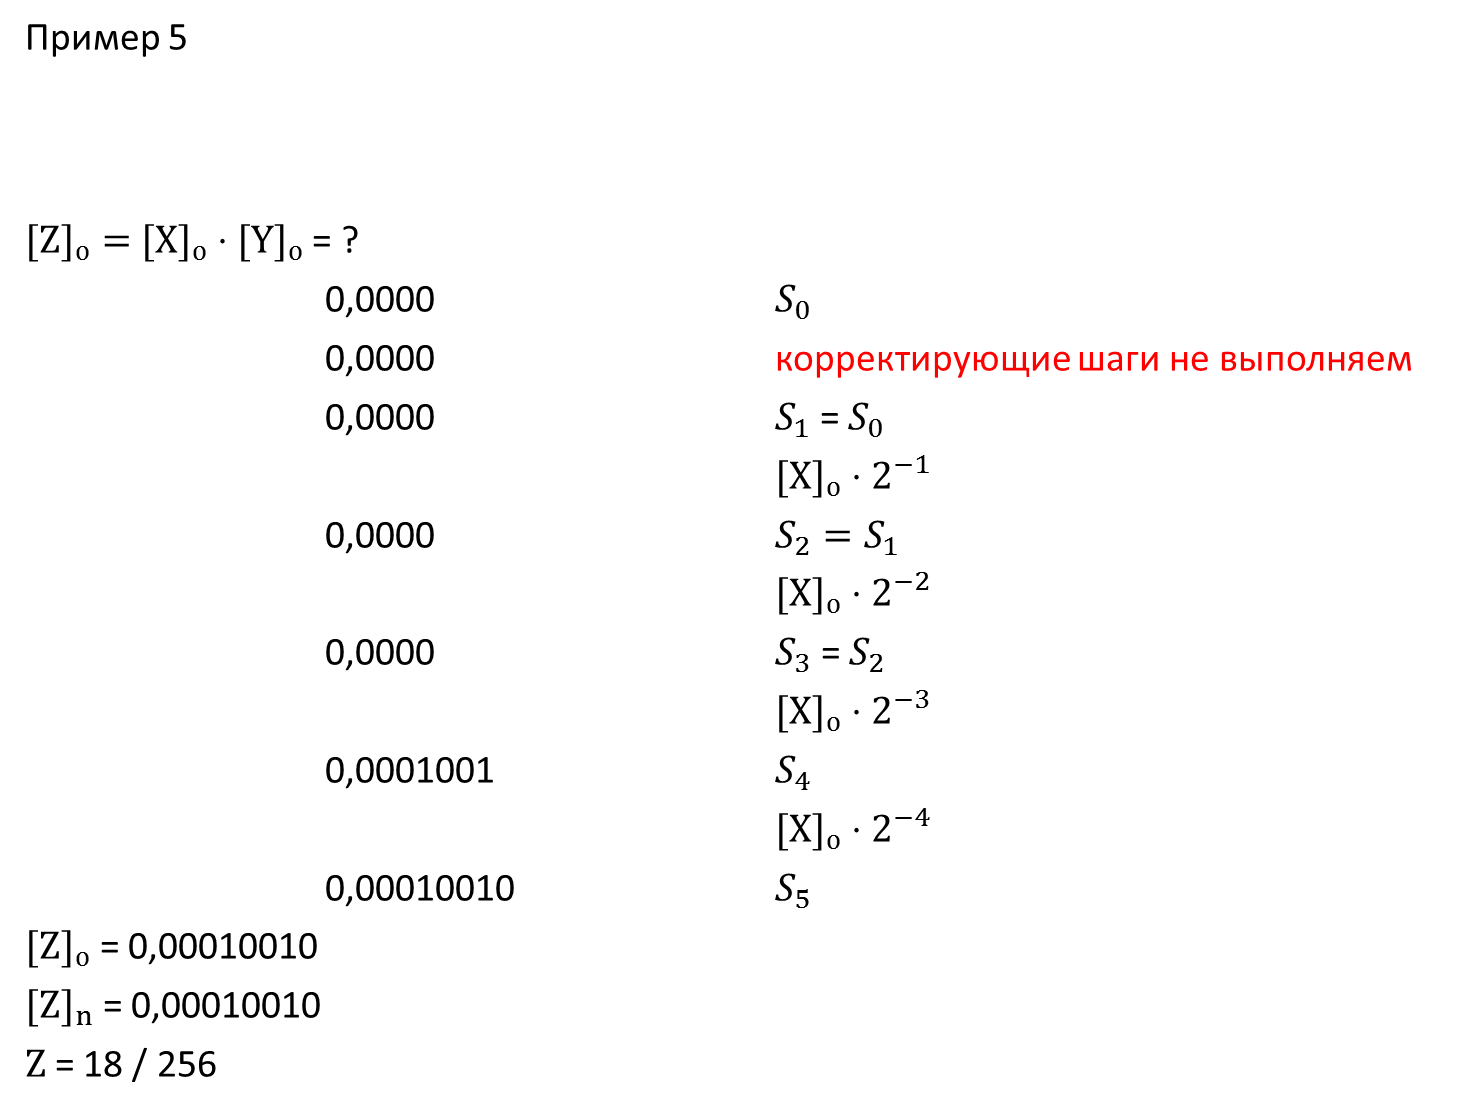 Пример 5
[Z]ₒ = [X]ₒ · [Y]ₒ = ?
0,0000 S₀
0,0000 корректирующие шаги не выполняем
0,0000 S₁ = S₀
[X]ₒ · 2⁻¹
0,0000 S₂ = S₁
[X]ₒ · 2⁻²
0,0000 S₃ = S₂
[X]ₒ · 2⁻³
0,0001001 S₄
[X]ₒ · 2⁻⁴
0,00010010 S₅
[Z]ₒ = 0,00010010
[Z]ₙ = 0,00010010
Z = 18 / 256